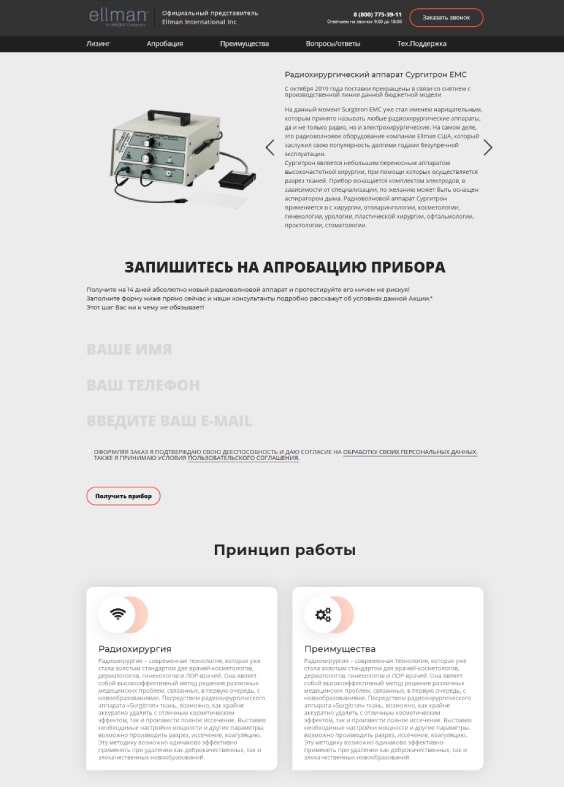 ellman
Официальный представитель
Ellman International Inc
8 (800) 775-39-11
Отвечаем на звонки: 9:00 до 18:00
Заказать звонок
Лизинг
Апробация
Преимущества
Вопросы/ответы
Тех.Поддержка
Радиохирургический аппарат Сургитрон EMC
С октября 2019 года поставки прекращены в связи со снятием с
производственной линии данной бюджетной модели
На данный момент Surgitron EMC уже стал именем нарицательным,
которым принято называть любые радиохирургические аппараты,
да и не только радио, но и электрохирургические. На самом деле,
это радиоволновое оборудование компании Ellman США, который
заслужил свою популярность долгими годами безупречной
эксплуатации.
Сургитрон является небольшим переносным аппаратом
высокочастотной хирургии, при помощи которых осуществляется
разрез тканей. Прибор оснащается комплектом электродов, в
зависимости от специализации, по желанию может быть оснащен
аспиратором дыма. Радиоволновой аппарат Сургитрон
применяется в с хирургии, отоларингологии, косметологии,
гинекологии, урологии, пластической хирургии, офтальмологии,
проктологии, стоматологии.
ЗАПИШИТЕСЬ НА АПРОБАЦИЮ ПРИБОРА
Получите на 14 дней абсолютно новый радиоволновой аппарат и протестируйте его ничем не рискуя!
Заполните форму ниже прямо сейчас и наши консультанты подробно расскажут об условиях данной Акции.*
Этот шаг Вас ни к чему не обязывает!
ВАШЕ ИМЯ
ВАШ ТЕЛЕФОН
ВВЕДИТЕ ВАШ E-MAIL
ОФОРМЛЯЯ ЗАКАЗ Я ПОДТВЕРЖДАЮ СВОЮ ДЕЕСПОСОБНОСТЬ И ДАЮ СОГЛАСИЕ НА ОБРАБОТКУ СВОИХ ПЕРСОНАЛЬНЫХ ДАННЫХ.
ТАКЖЕ Я ПРИНИМАЮ УСЛОВИЯ ПОЛЬЗОВАТЕЛЬСКОГО СОГЛАШЕНИЯ.
Получить прибор
Принцип работы
Радиохирургия
Радиохирургия – современная технология, которая уже
стала золотым стандартом для врачей-косметологов,
дерматологов, гинекологов и ЛОР-врачей. Она являет
собой высокоэффективный метод решения различных
медицинских проблем, связанных, в первую очередь, с
новообразованиями. Посредством радиохирургического
аппарата «Surgitron» ткань, возможно, как крайне
аккуратно удалить с отличным косметическим
эффектом, так и произвести полное иссечение. Выставив
необходимые настройки мощности и другие параметры,
возможно производить разрез, иссечение, коагуляцию.
Эту методику возможно одинаково эффективно
применять при удалении как доброкачественных, так и
злокачественных новообразований.
Преимущества
Радиохирургия – современная технология, которая уже
стала золотым стандартом для врачей-косметологов,
дерматологов, гинекологов и ЛОР-врачей. Она являет
собой высокоэффективный метод решения различных
медицинских проблем, связанных, в первую очередь, с
новообразованиями. Посредством радиохирургического
аппарата «Surgitron» ткань, возможно, как крайне
аккуратно удалить с отличным косметическим
эффектом, так и произвести полное иссечение. Выставив
необходимые настройки мощности и другие параметры,
возможно производить разрез, иссечение, коагуляцию.
Эту методику возможно одинаково эффективно
применять при удалении как доброкачественных, так и
злокачественных новообразований.